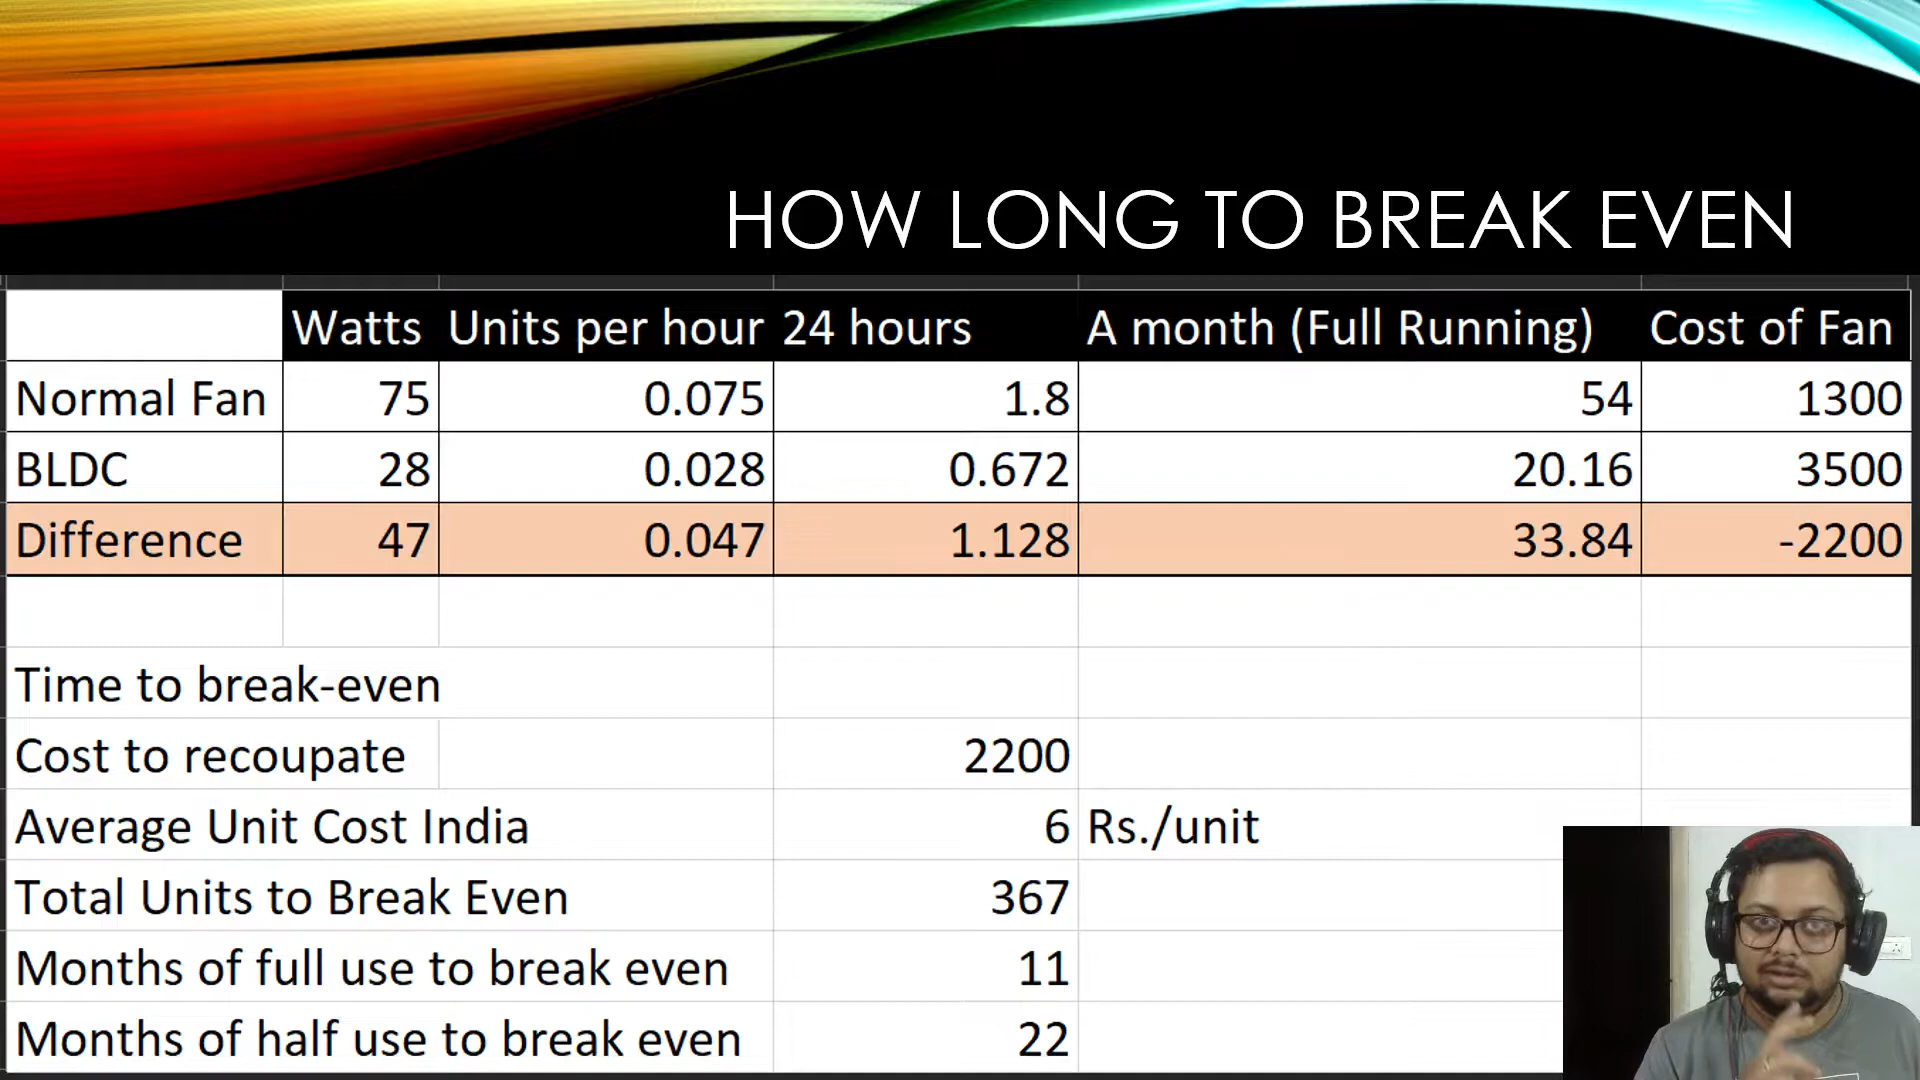 HOW LONG TO BREAK EVEN
Watts Units per hour 24 hours A month (Full Running) Cost of Fan
Normal Fan 75 0.075 1.8 54 1300
BLDC 28 0.028 0.672 20.16 3500
Difference 47 0.047 1.128 33.84 -2200
Time to break-even
Cost to recoupate 2200
Average Unit Cost India 6 Rs./unit
Total Units to Break Even 367
Months of full use to break even 11
Months of half use to break even 22